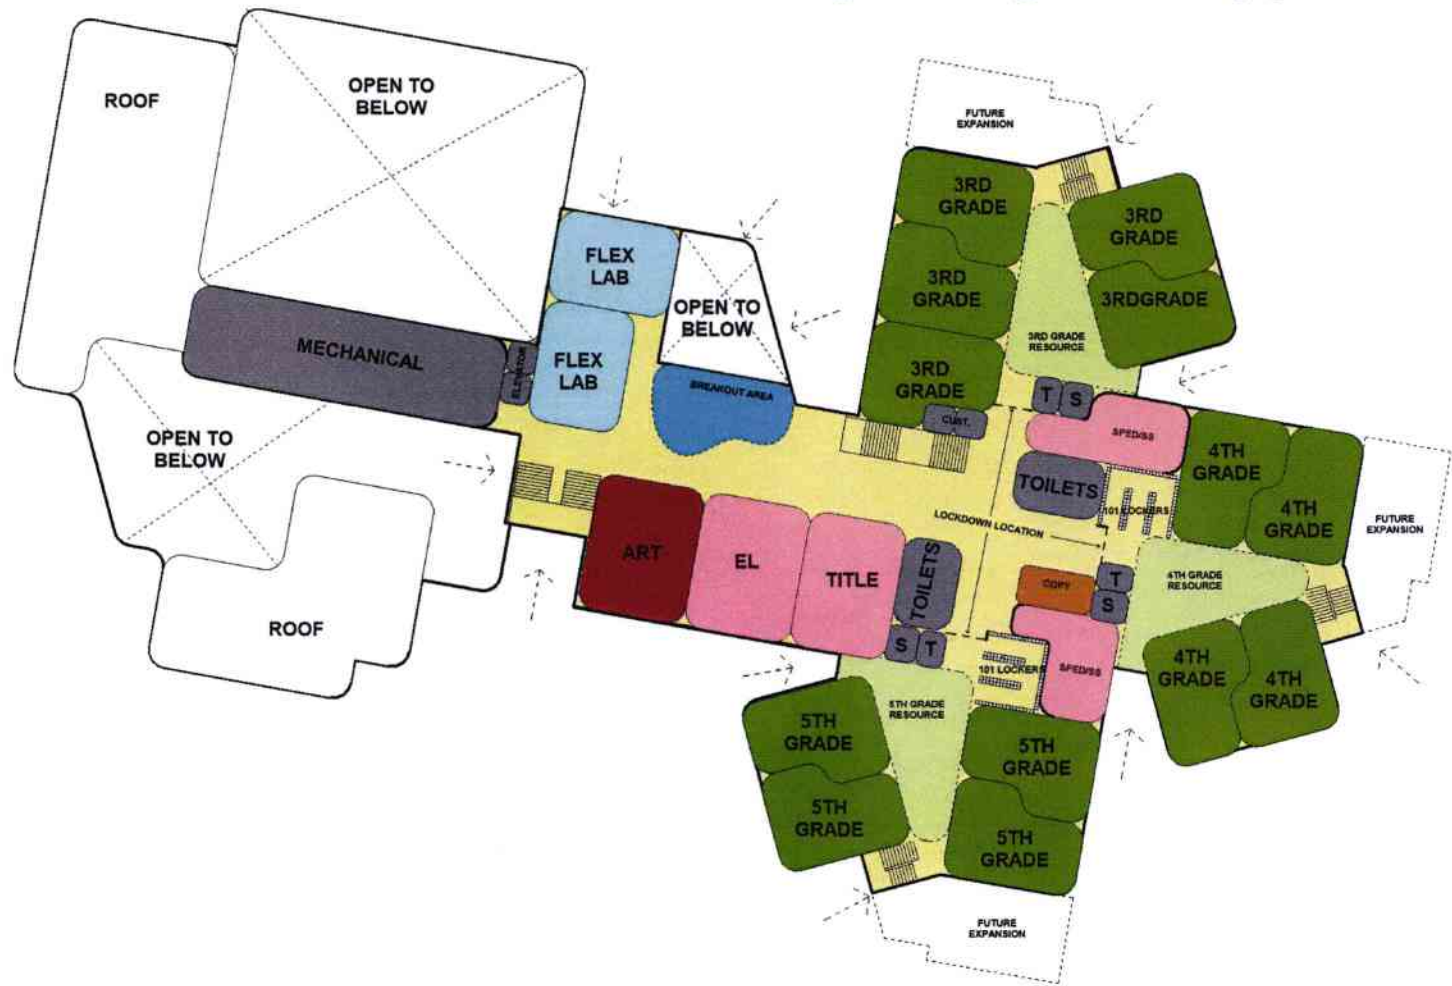 ROOF
OPEN TO
BELOW
FUTURE
EXPANSION
3RD
GRADE
3RD
GRADE
FLEX
LAB
3RD
GRADE
3RDGRADE
OPEN TO
BELOW
3RD GRADE
RESOURCE
MECHANICAL
ELEVATOR
FLEX
LAB
BREAKOUT AREA
3RD
GRADE
T
S
CUST.
SPED/SS
OPEN TO
BELOW
4TH
GRADE
TOILETS
101 LOCKERS
4TH
GRADE
FUTURE
EXPANSION
LOCKDOWN LOCATION
ART
EL
TITLE
TOILETS
COPY
T
S
4TH GRADE
RESOURCE
ROOF
S
T
101 LOCKERS
SPED/SS
4TH
GRADE
4TH
GRADE
5TH GRADE
RESOURCE
5TH
GRADE
5TH
GRADE
5TH
GRADE
5TH
GRADE
FUTURE
EXPANSION